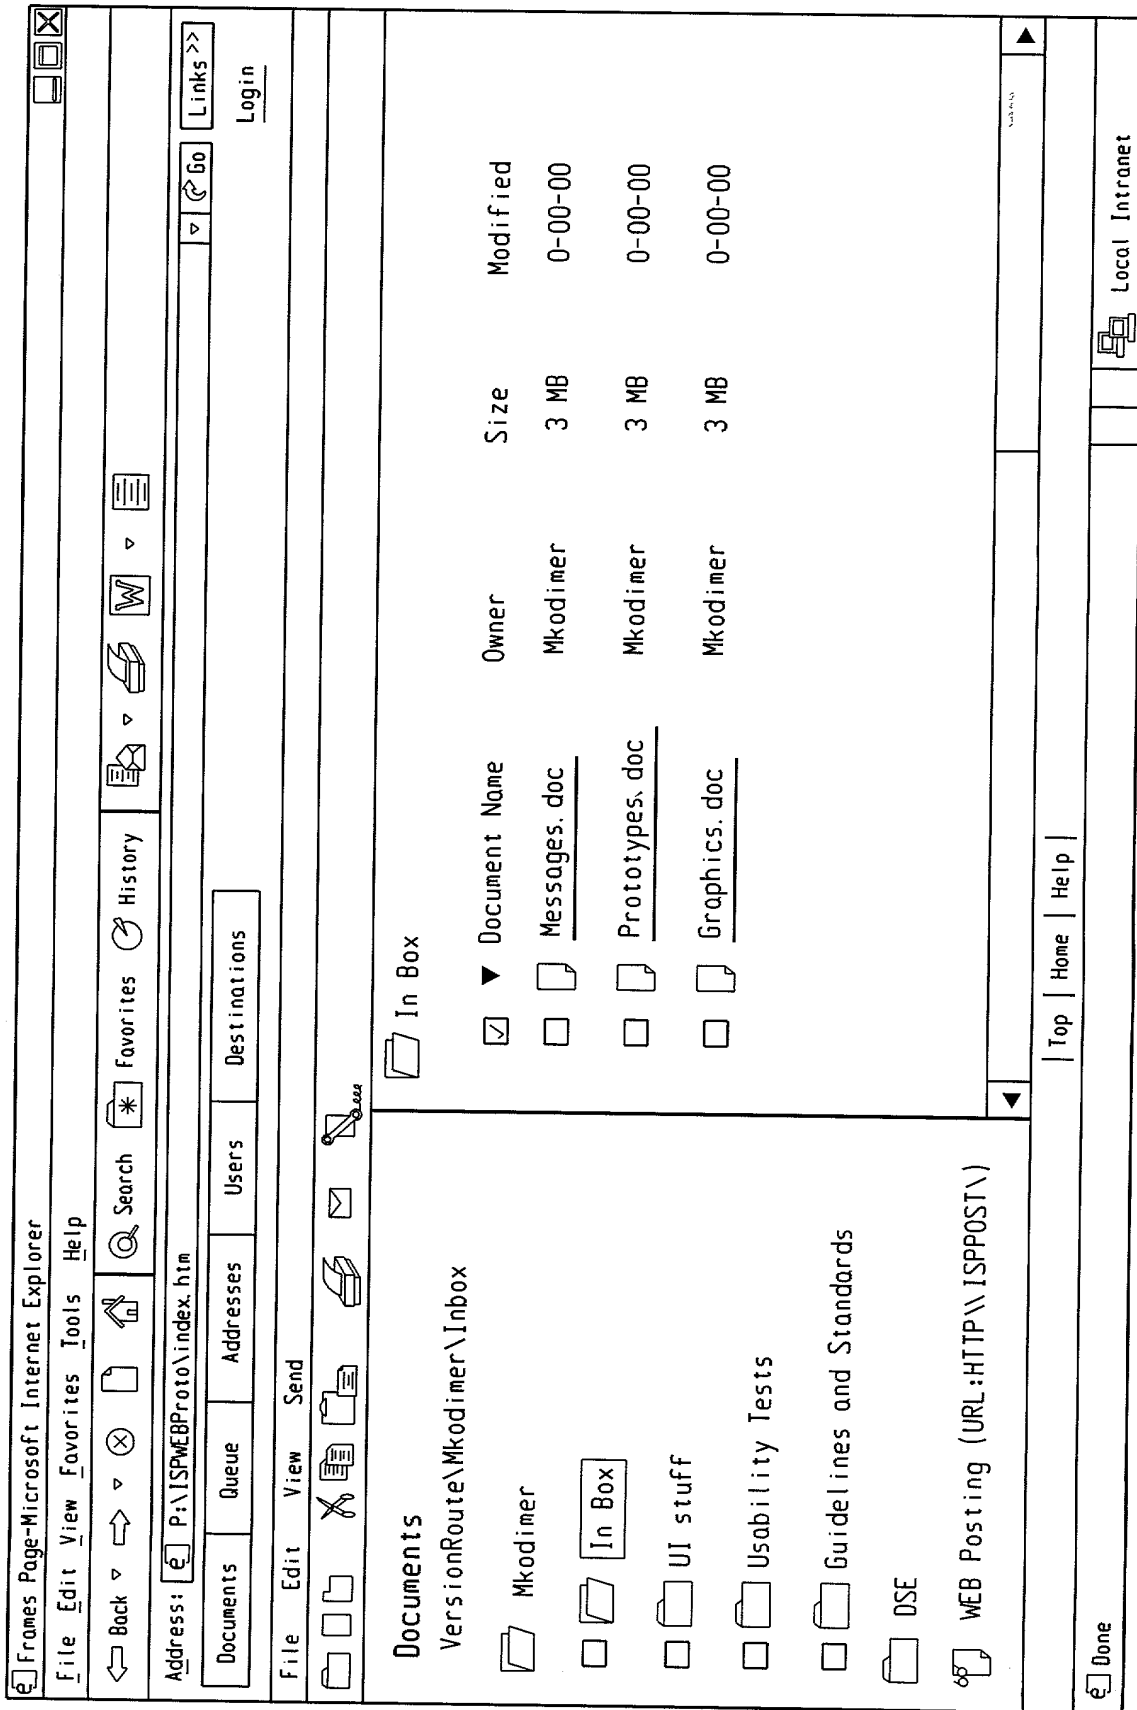 Frames Page-Microsoft Internet Explorer
File Edit View Favorites Tools Help
Back Search Favorites History
Address: P:\ISPWEBProto\index.htm Go Links >>
Documents Queue Addresses Users Destinations Login
File Edit View Send
Documents
VersionRoute\Mkodimer\Inbox
Mkodimer
In Box
UI stuff
Usability Tests
Guidelines and Standards
DSE
WEB Posting (URL:HTTP\\ISPPOST\)
In Box
Document Name Owner Size Modified
Messages.doc Mkodimer 3 MB 0-00-00
Prototypes.doc Mkodimer 3 MB 0-00-00
Graphics.doc Mkodimer 3 MB 0-00-00
|Top | Home | Help|
Done Local Intranet